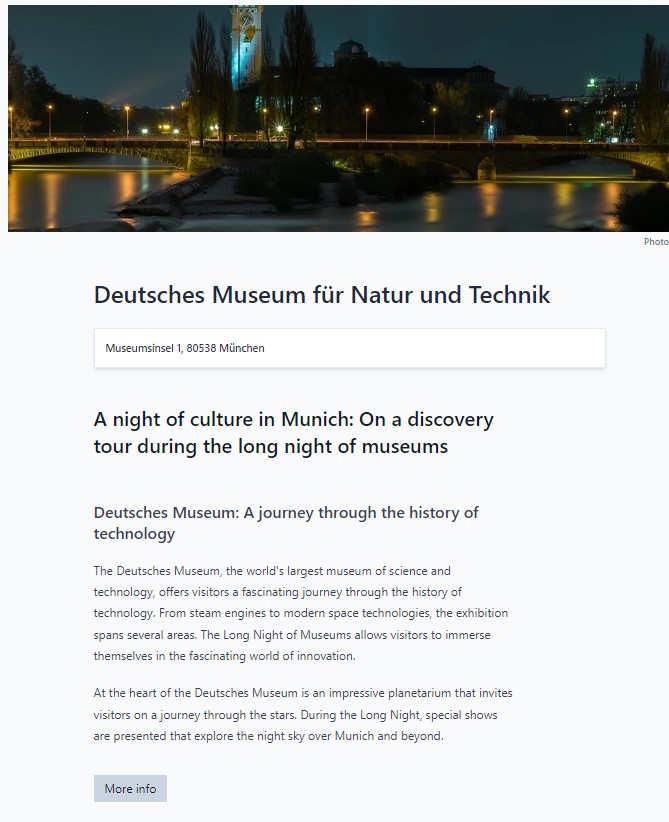 Photo
Deutsches Museum für Natur und Technik
Museumsinsel 1, 80538 München
A night of culture in Munich: On a discovery
tour during the long night of museums
Deutsches Museum: A journey through the history of
technology
The Deutsches Museum, the world's largest museum of science and
technology, offers visitors a fascinating journey through the history of
technology. From steam engines to modern space technologies, the exhibition
spans several areas. The Long Night of Museums allows visitors to immerse
themselves in the fascinating world of innovation.
At the heart of the Deutsches Museum is an impressive planetarium that invites
visitors on a journey through the stars. During the Long Night, special shows
are presented that explore the night sky over Munich and beyond.
More info